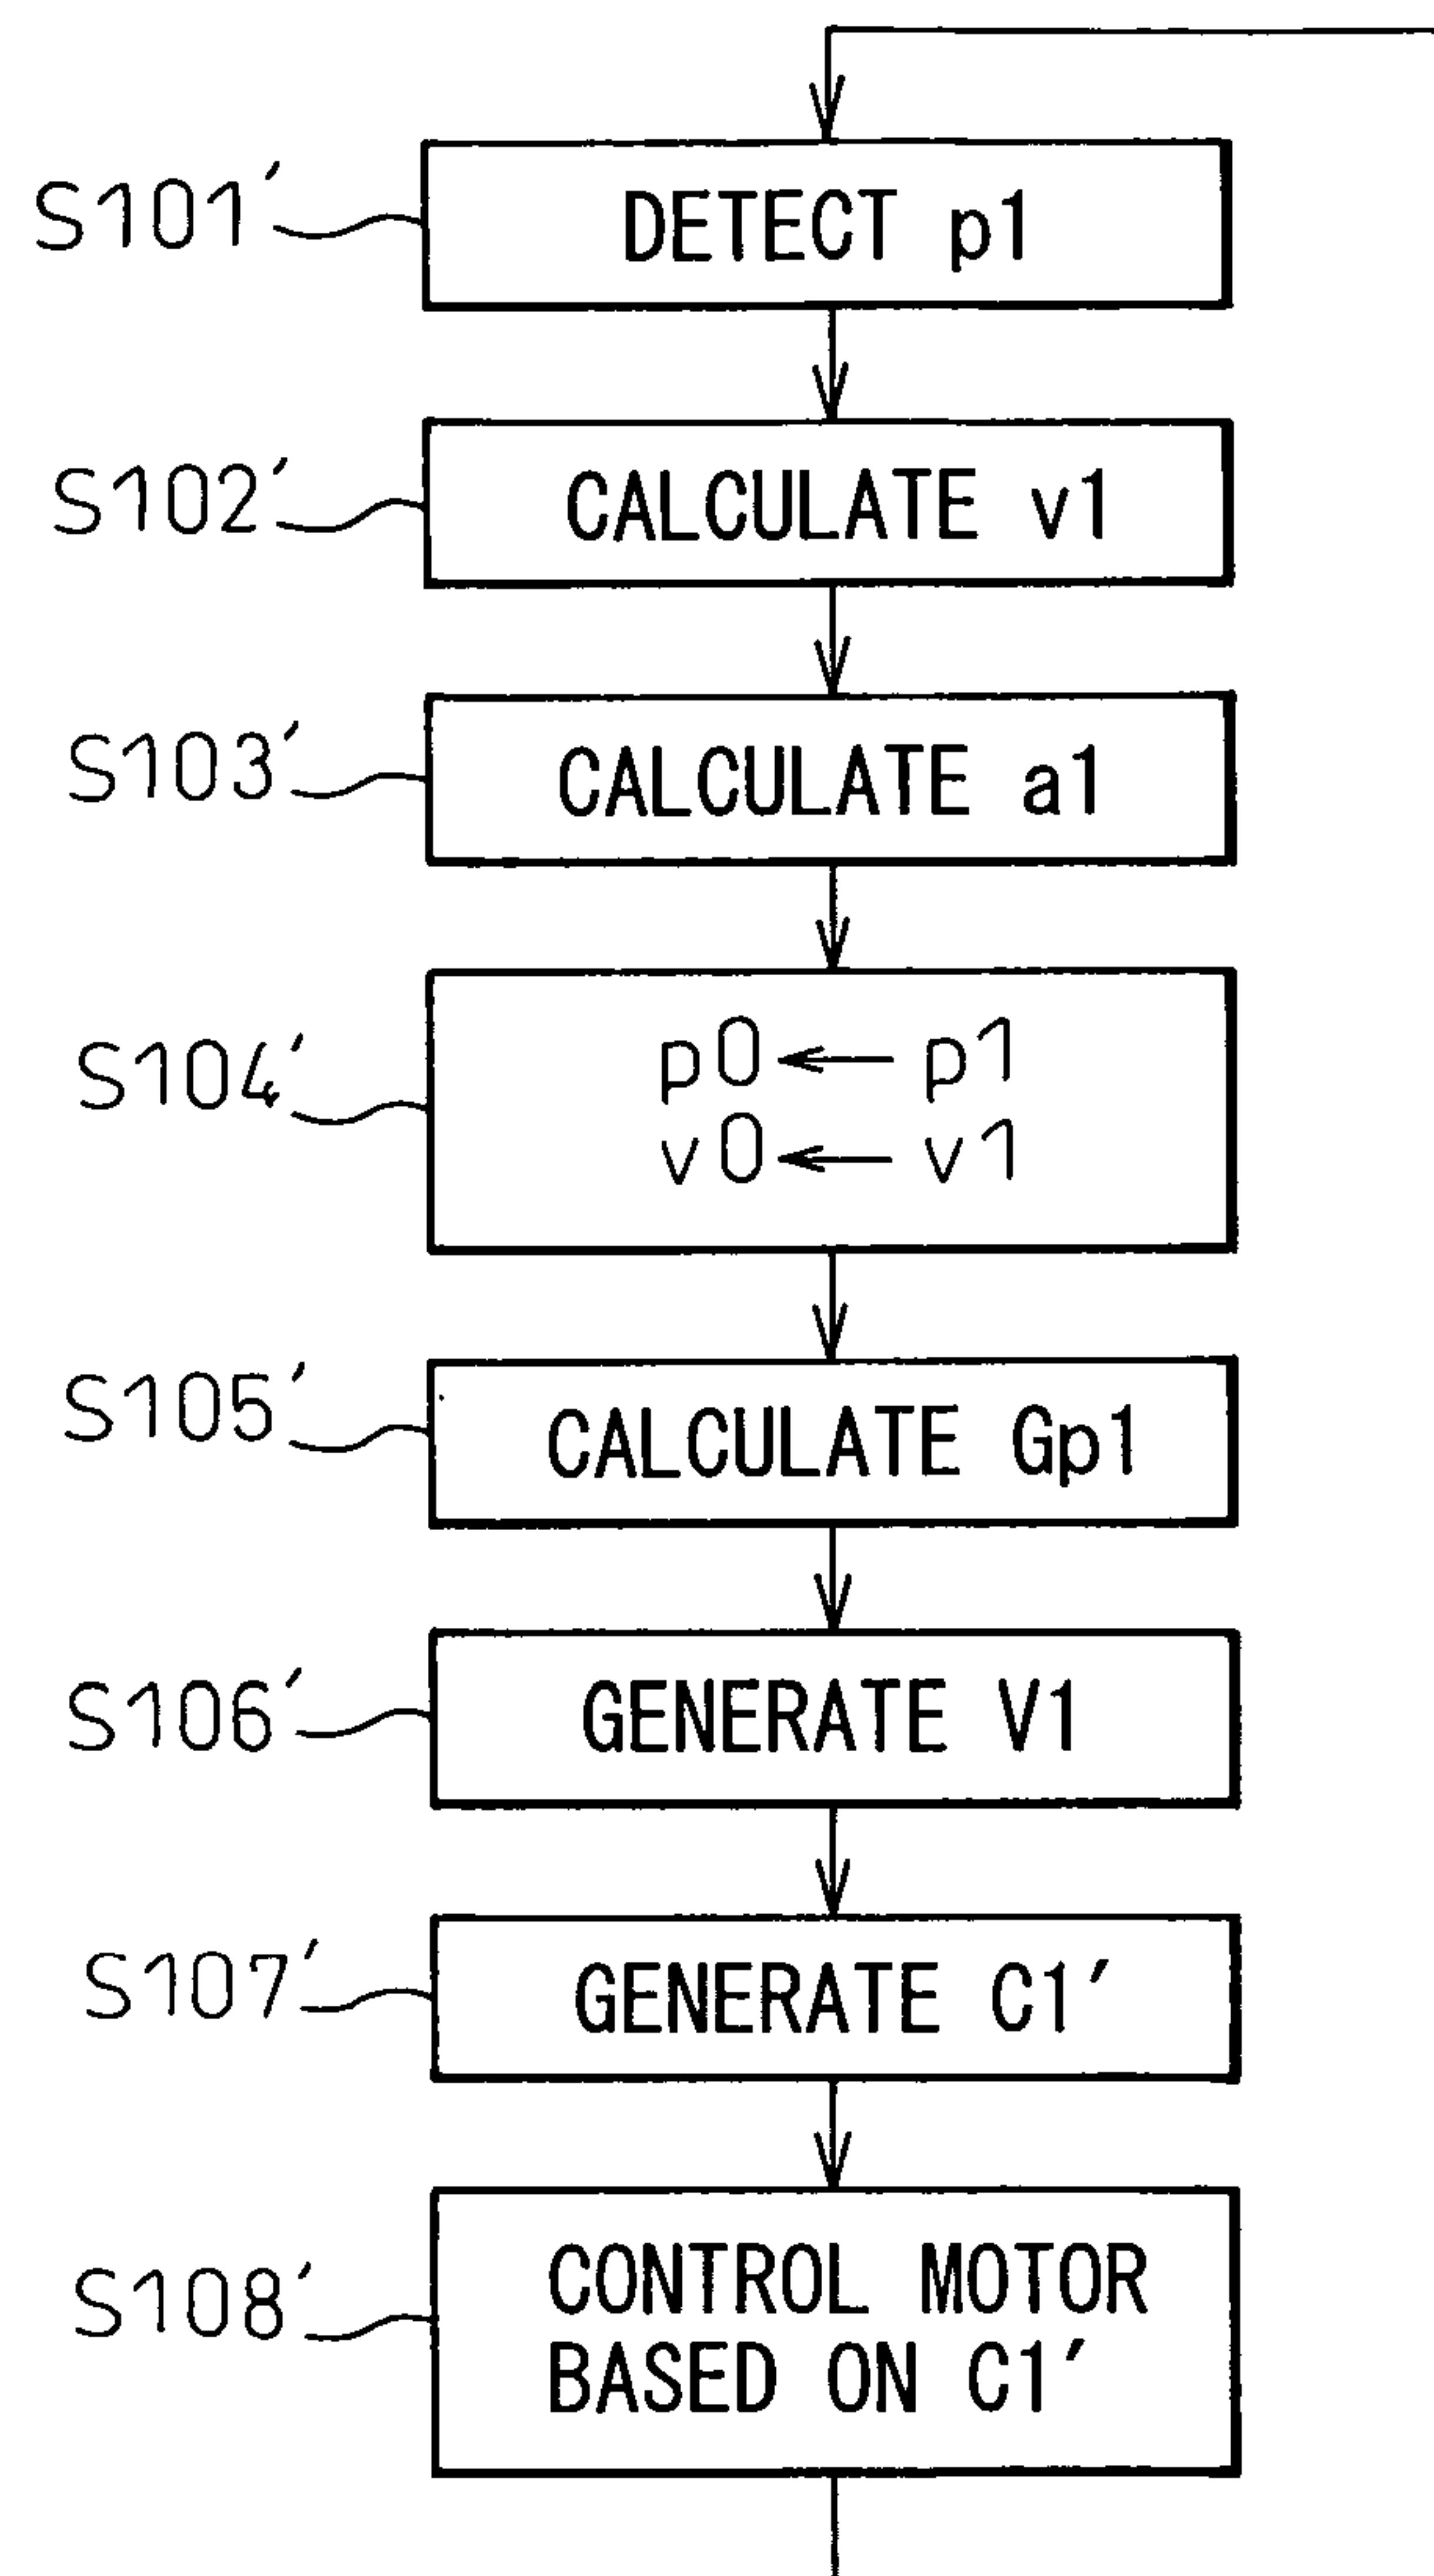 S101′
DETECT p1
S102′
CALCULATE v1
S103′
CALCULATE a1
S104′
p0 ← p1
v0 ← v1
S105′
CALCULATE Gp1
S106′
GENERATE V1
S107′
GENERATE C1′
S108′
CONTROL MOTOR
BASED ON C1′